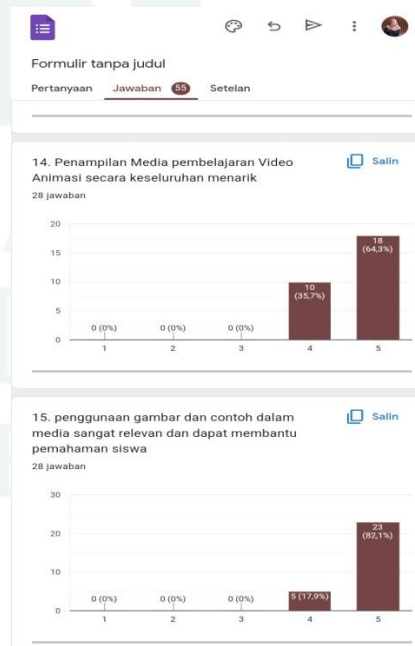 Formulir tanpa judul
Pertanyaan Jawaban 55 Setelan
14. Penampilan Media pembelajaran Video
Animasi secara keseluruhan menarik
Salin
28 jawaban
20
15
10
5
0
0 (0%)
0 (0%)
0 (0%)
10
(35,7%)
18
(64,3%)
1 2 3 4 5
15. penggunaan gambar dan contoh dalam
media sangat relevan dan dapat membantu
pemahaman siswa
Salin
28 jawaban
30
20
10
0
0 (0%)
0 (0%)
0 (0%)
5 (17,9%)
23
(82,1%)
1 2 3 4 5